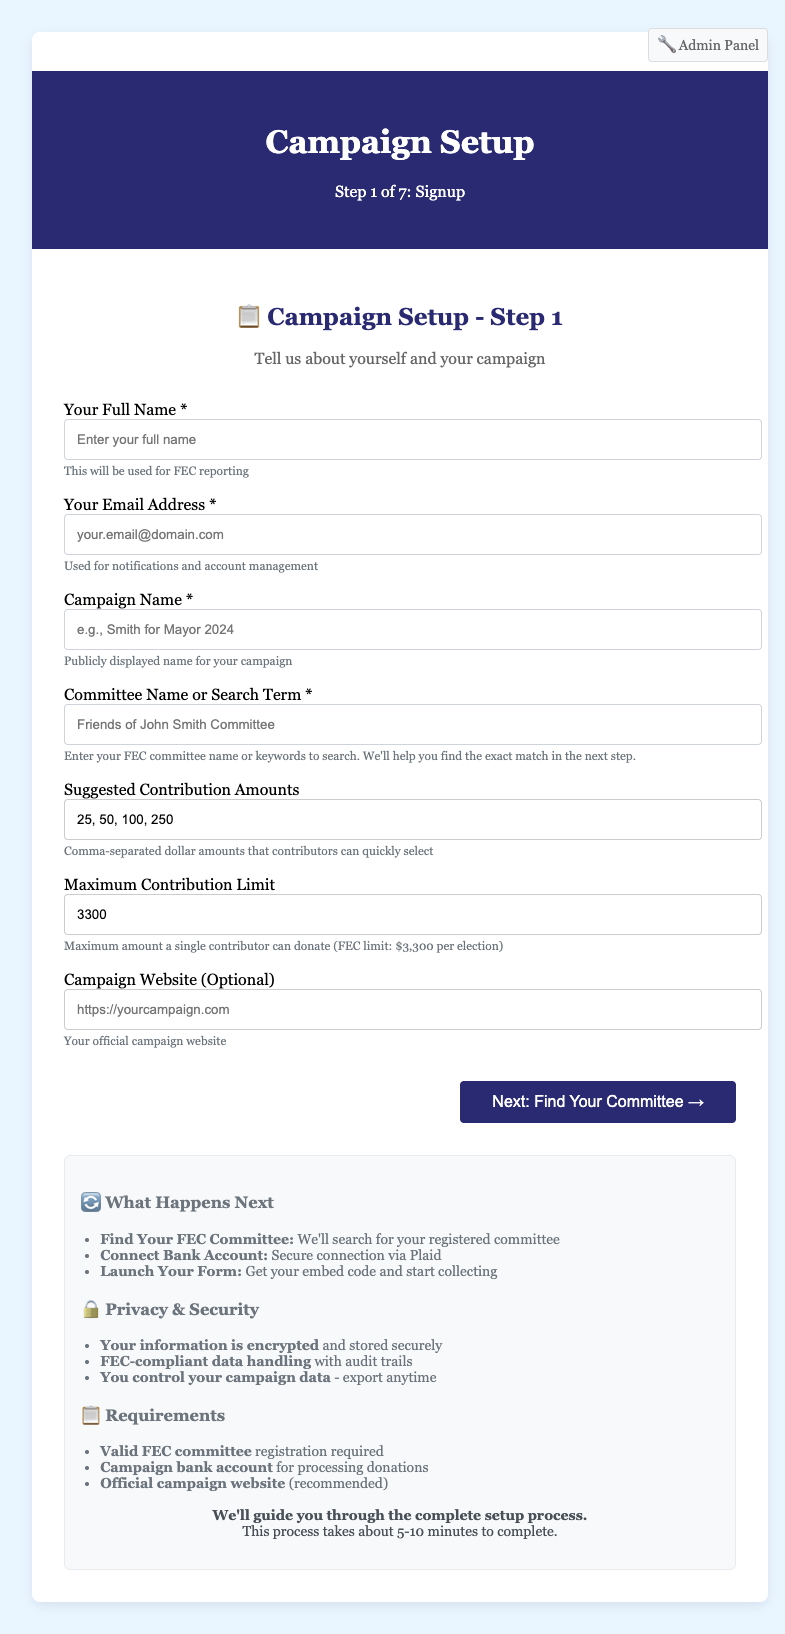 🔧 Admin Panel
Campaign Setup
Step 1 of 7: Signup
📋 Campaign Setup - Step 1
Tell us about yourself and your campaign
Your Full Name *
Enter your full name
This will be used for FEC reporting
Your Email Address *
your.email@domain.com
Used for notifications and account management
Campaign Name *
e.g., Smith for Mayor 2024
Publicly displayed name for your campaign
Committee Name or Search Term *
Friends of John Smith Committee
Enter your FEC committee name or keywords to search. We'll help you find the exact match in the next step.
Suggested Contribution Amounts
25, 50, 100, 250
Comma-separated dollar amounts that contributors can quickly select
Maximum Contribution Limit
3300
Maximum amount a single contributor can donate (FEC limit: $3,300 per election)
Campaign Website (Optional)
https://yourcampaign.com
Your official campaign website
Next: Find Your Committee →
🔄 What Happens Next
• Find Your FEC Committee: We'll search for your registered committee
• Connect Bank Account: Secure connection via Plaid
• Launch Your Form: Get your embed code and start collecting
🔒 Privacy & Security
• Your information is encrypted and stored securely
• FEC-compliant data handling with audit trails
• You control your campaign data - export anytime
📋 Requirements
• Valid FEC committee registration required
• Campaign bank account for processing donations
• Official campaign website (recommended)
We'll guide you through the complete setup process.
This process takes about 5-10 minutes to complete.